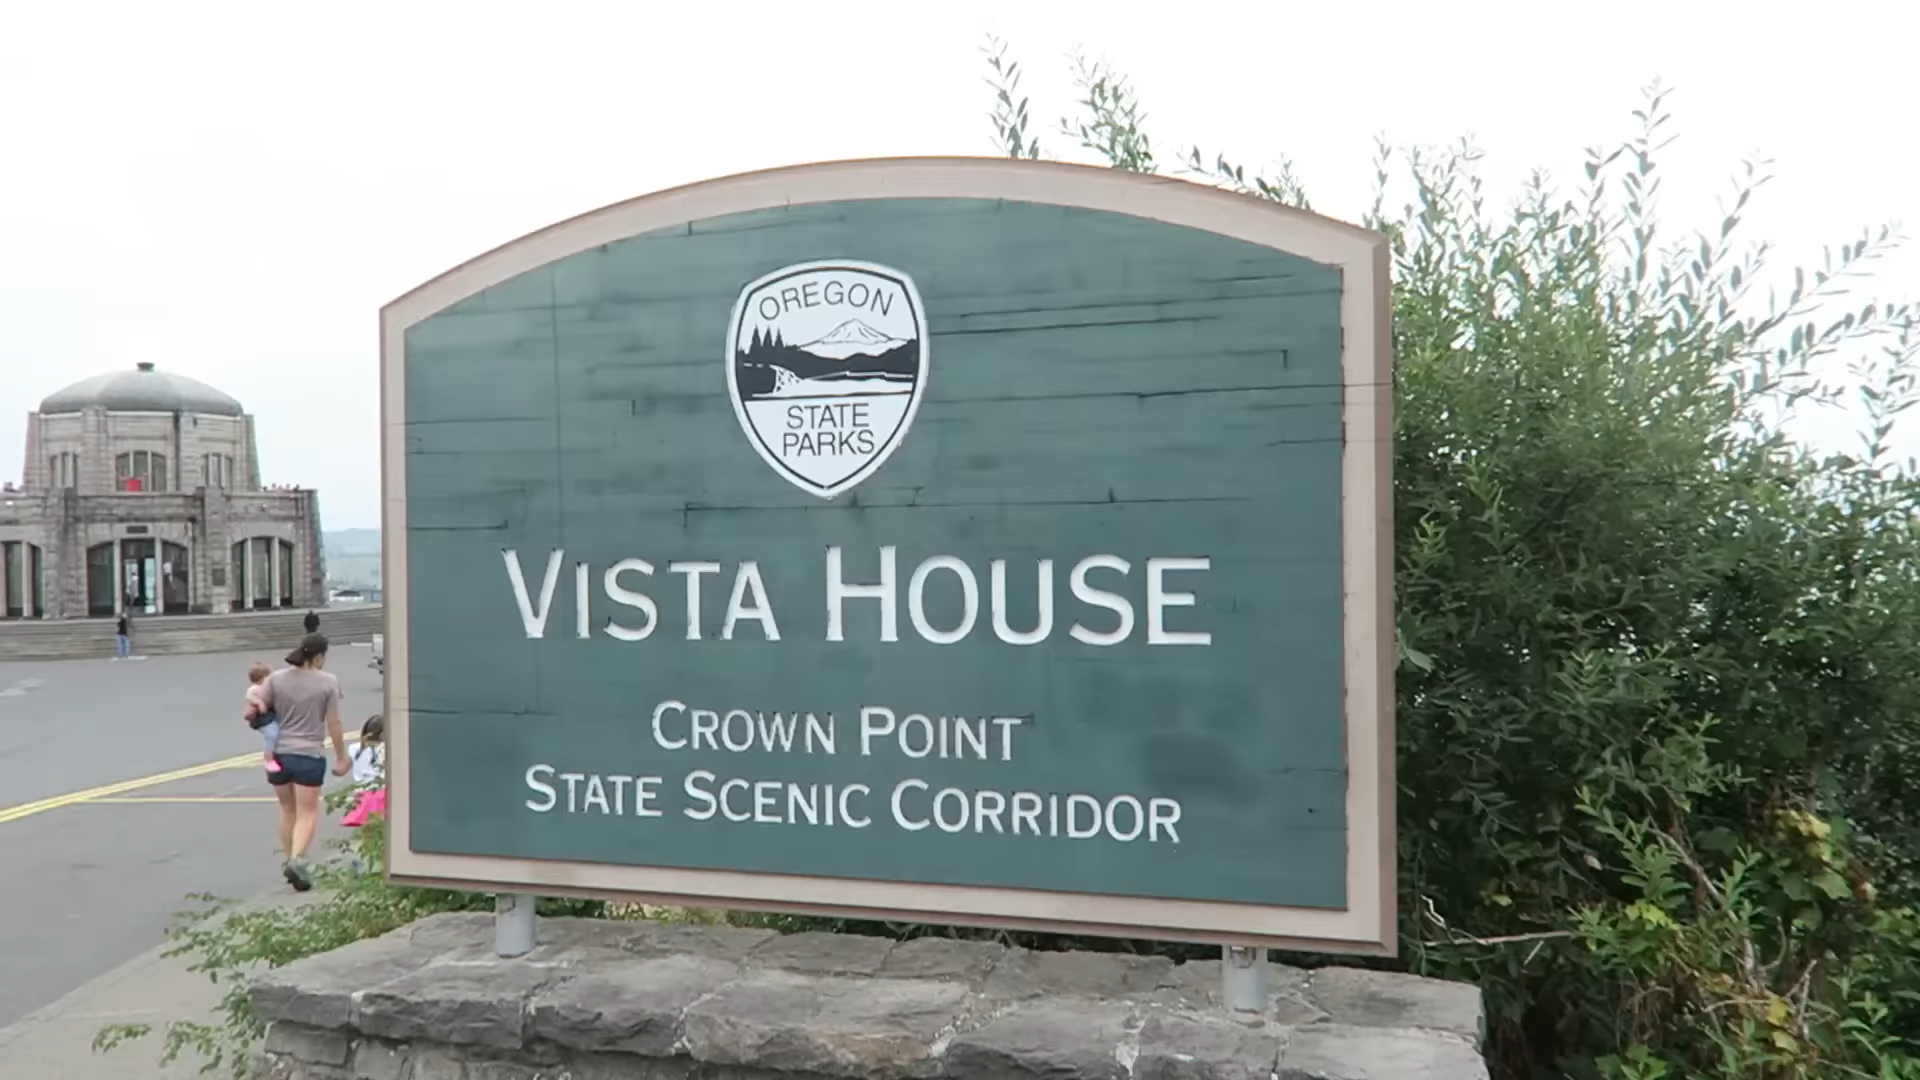 OREGON
STATE
PARKS
VISTA HOUSE
CROWN POINT
STATE SCENIC CORRIDOR